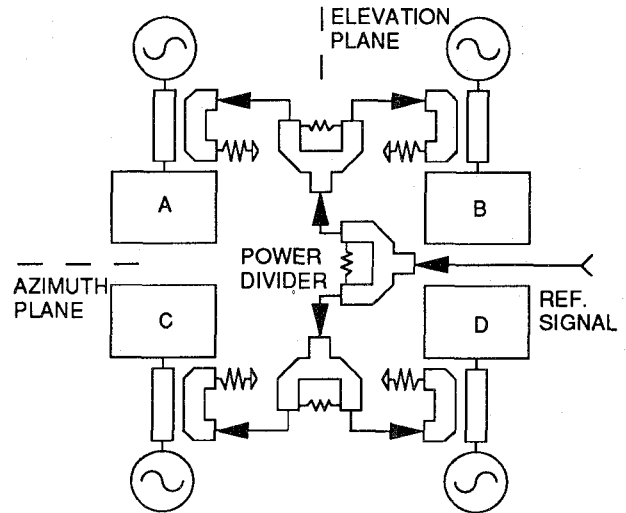 ELEVATION
PLANE
A
B
POWER
DIVIDER
AZIMUTH
PLANE
REF.
SIGNAL
C
D